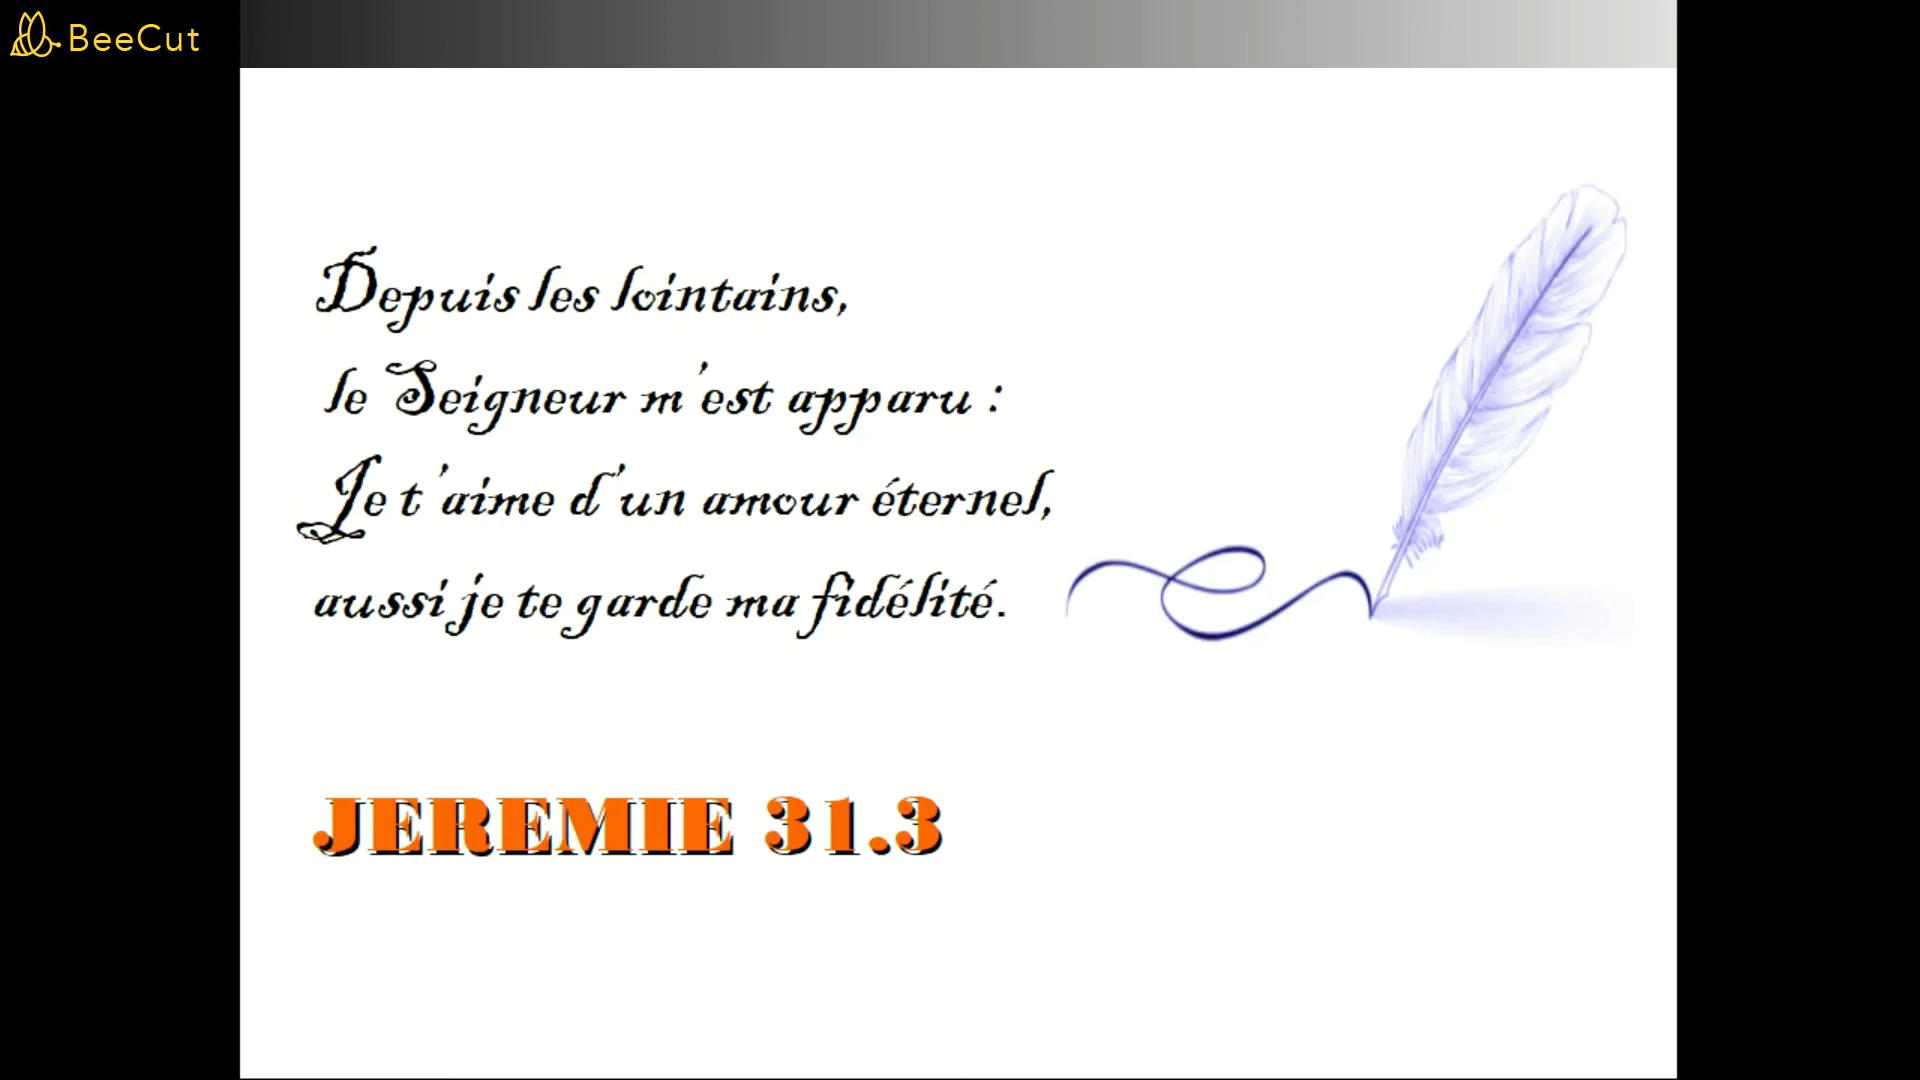 BeeCut
Depuis les lointains,
le Seigneur m'est apparu :
Je t'aime d'un amour éternel,
aussi je te garde ma fidélité.
JEREMIE 31.3